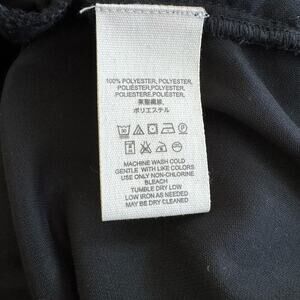 100% POLYESTER, POLYESTER,
POLIÉSTER,POLYESTER,
POLIESTERE,POLIÉSTER,
聚酯纖維,
ポリエステル
MACHINE WASH COLD
GENTLE WITH LIKE COLORS
USE ONLY NON-CHLORINE
BLEACH
TUMBLE DRY LOW
LOW IRON AS NEEDED
MAY BE DRY CLEANED